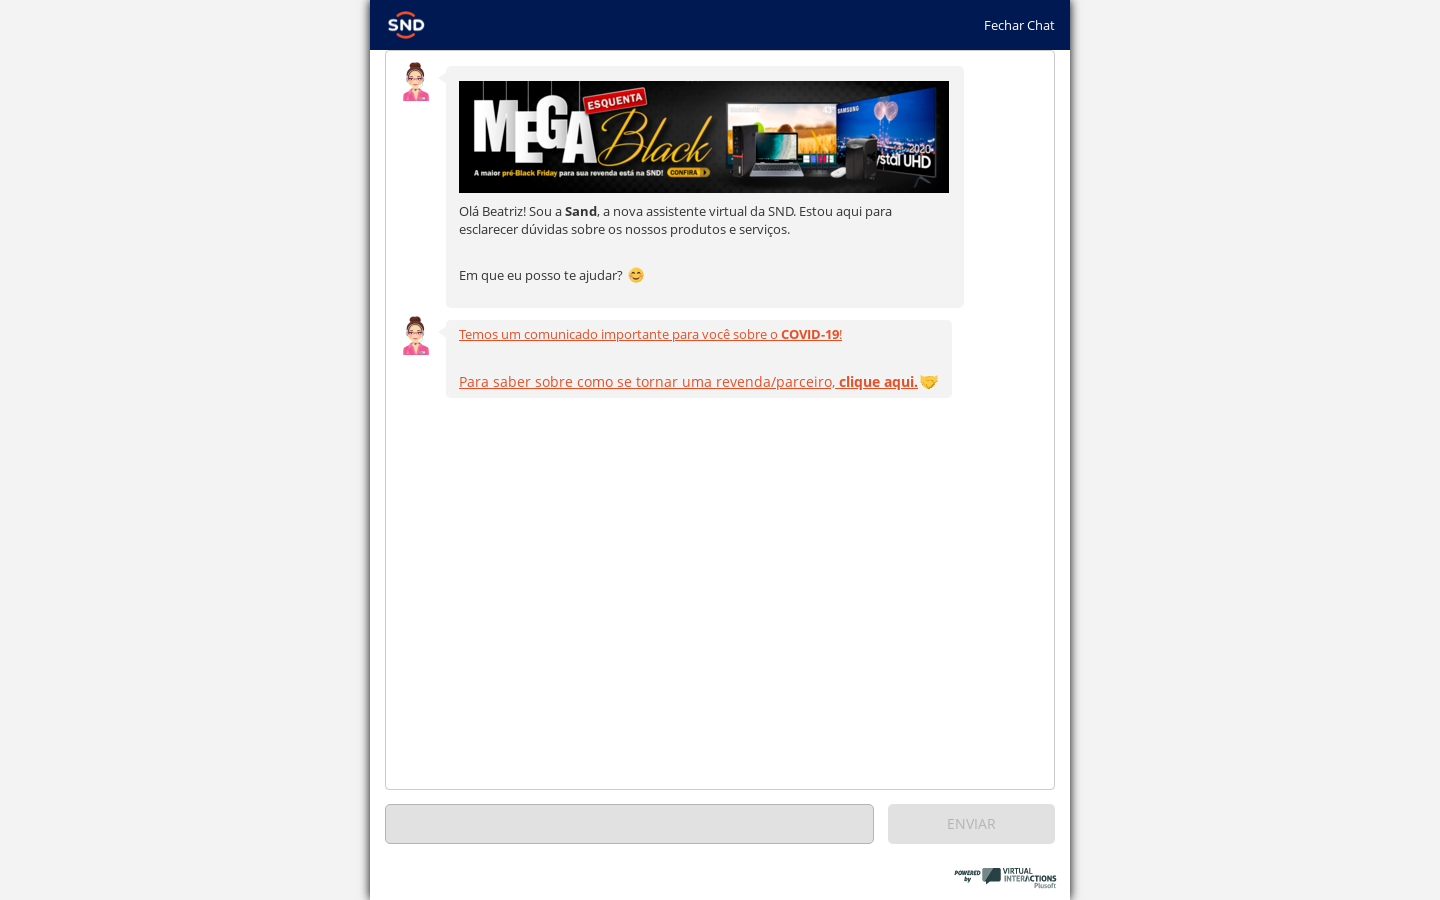 SND
Fechar Chat
ESQUENTA
MEGA
Black
A maior pré-Black Friday para sua revenda está na SND!
CONFIRA
SAMSUNG
2020
ystal UHD
Olá Beatriz! Sou a Sand, a nova assistente virtual da SND. Estou aqui para
esclarecer dúvidas sobre os nossos produtos e serviços.
Em que eu posso te ajudar?
Temos um comunicado importante para você sobre o COVID-19!
Para saber sobre como se tornar uma revenda/parceiro, clique aqui.
ENVIAR
POWERED
by
VIRTUAL
INTERACTIONS
Plusoft